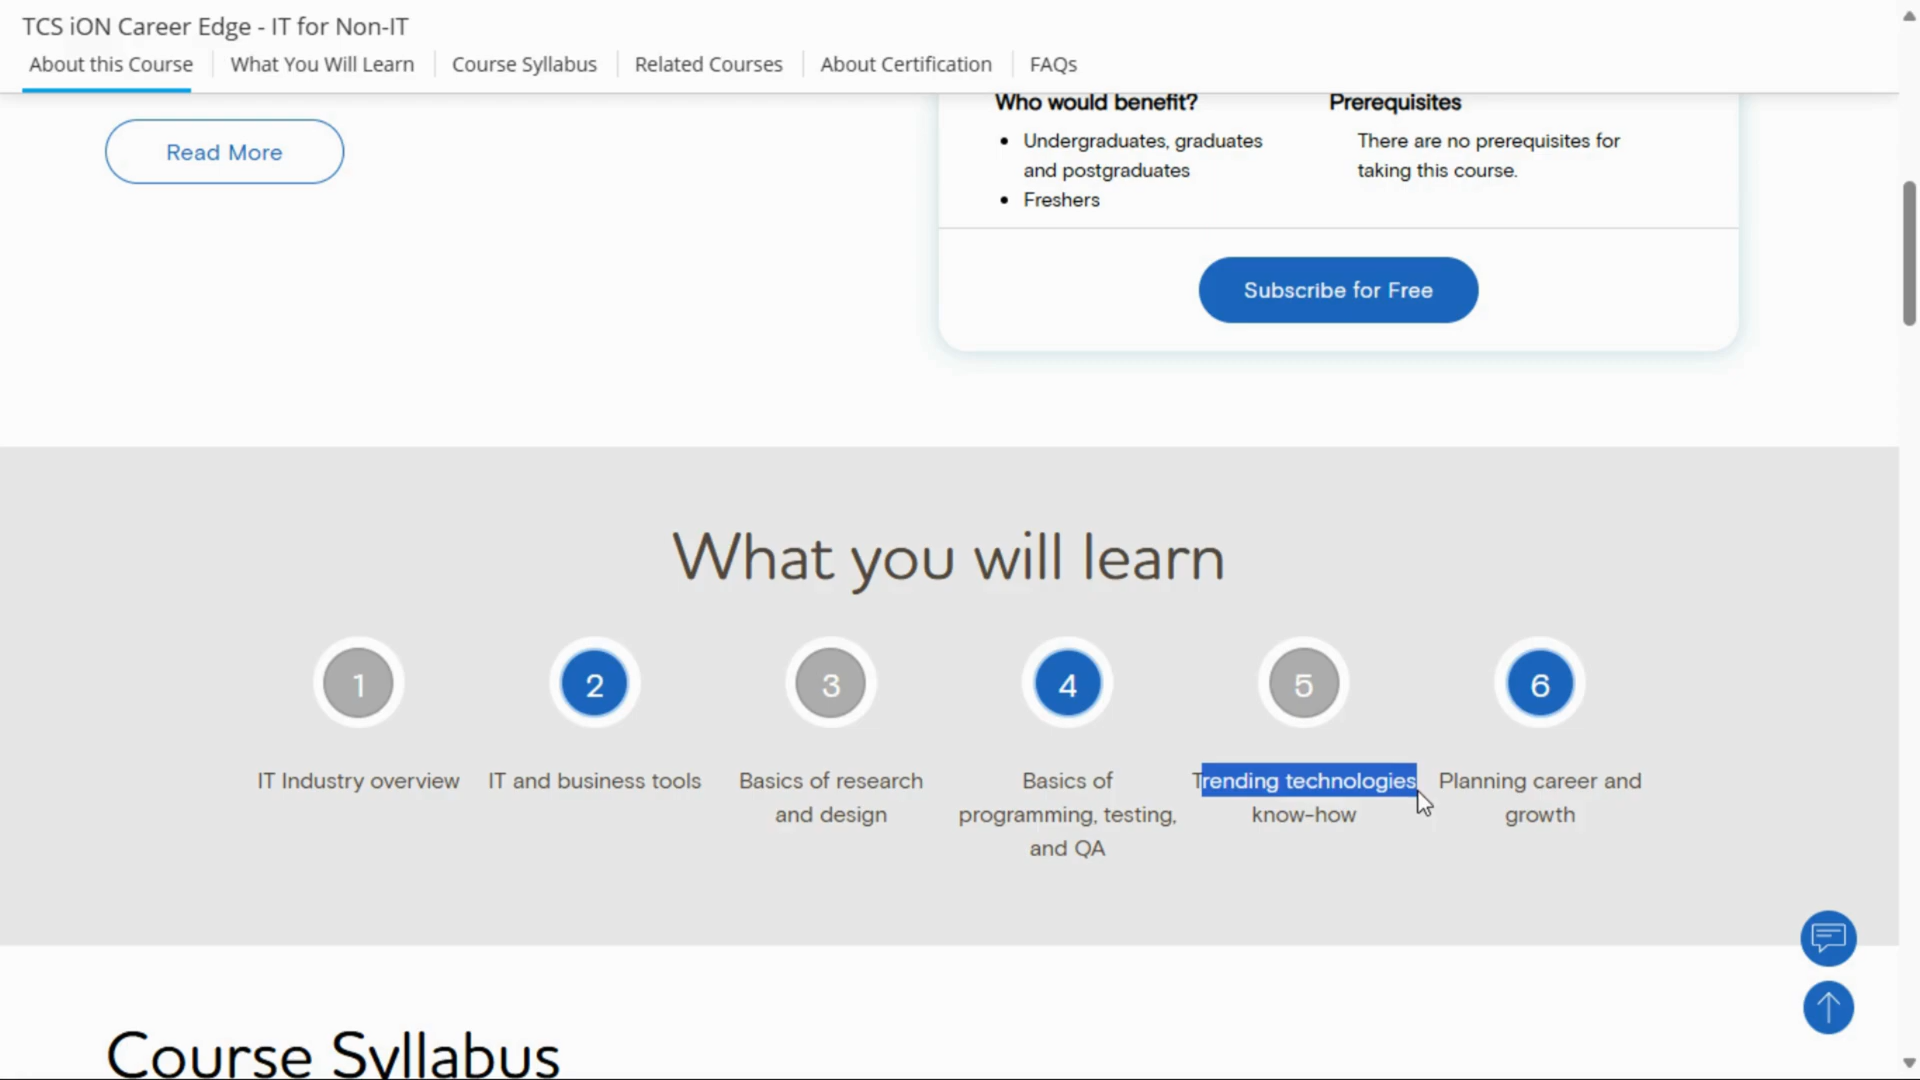 TCS iON Career Edge - IT for Non-IT
About this Course
What You Will Learn
Course Syllabus
Related Courses
About Certification
FAQs
Read More
Who would benefit?
Undergraduates, graduates
and postgraduates
Freshers
Prerequisites
There are no prerequisites for
taking this course.
Subscribe for Free
What you will learn
1
IT Industry overview
2
IT and business tools
3
Basics of research
and design
4
Basics of
programming, testing,
and QA
5
Trending technologies
know-how
6
Planning career and
growth
Course Syllabus